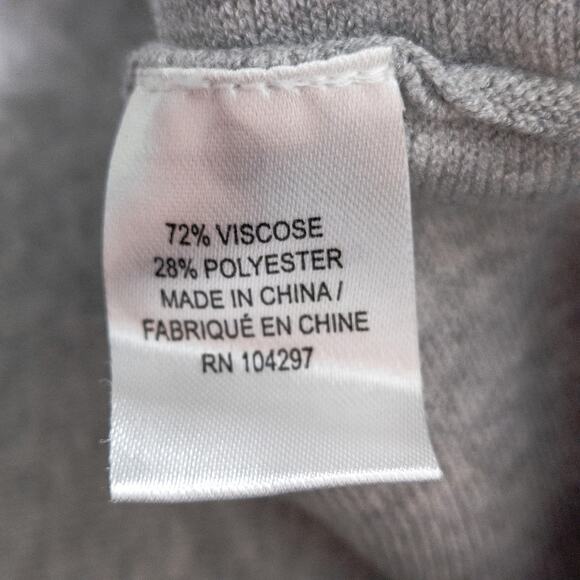 72% VISCOSE
28% POLYESTER
MADE IN CHINA /
FABRIQUÉ EN CHINE
RN 104297